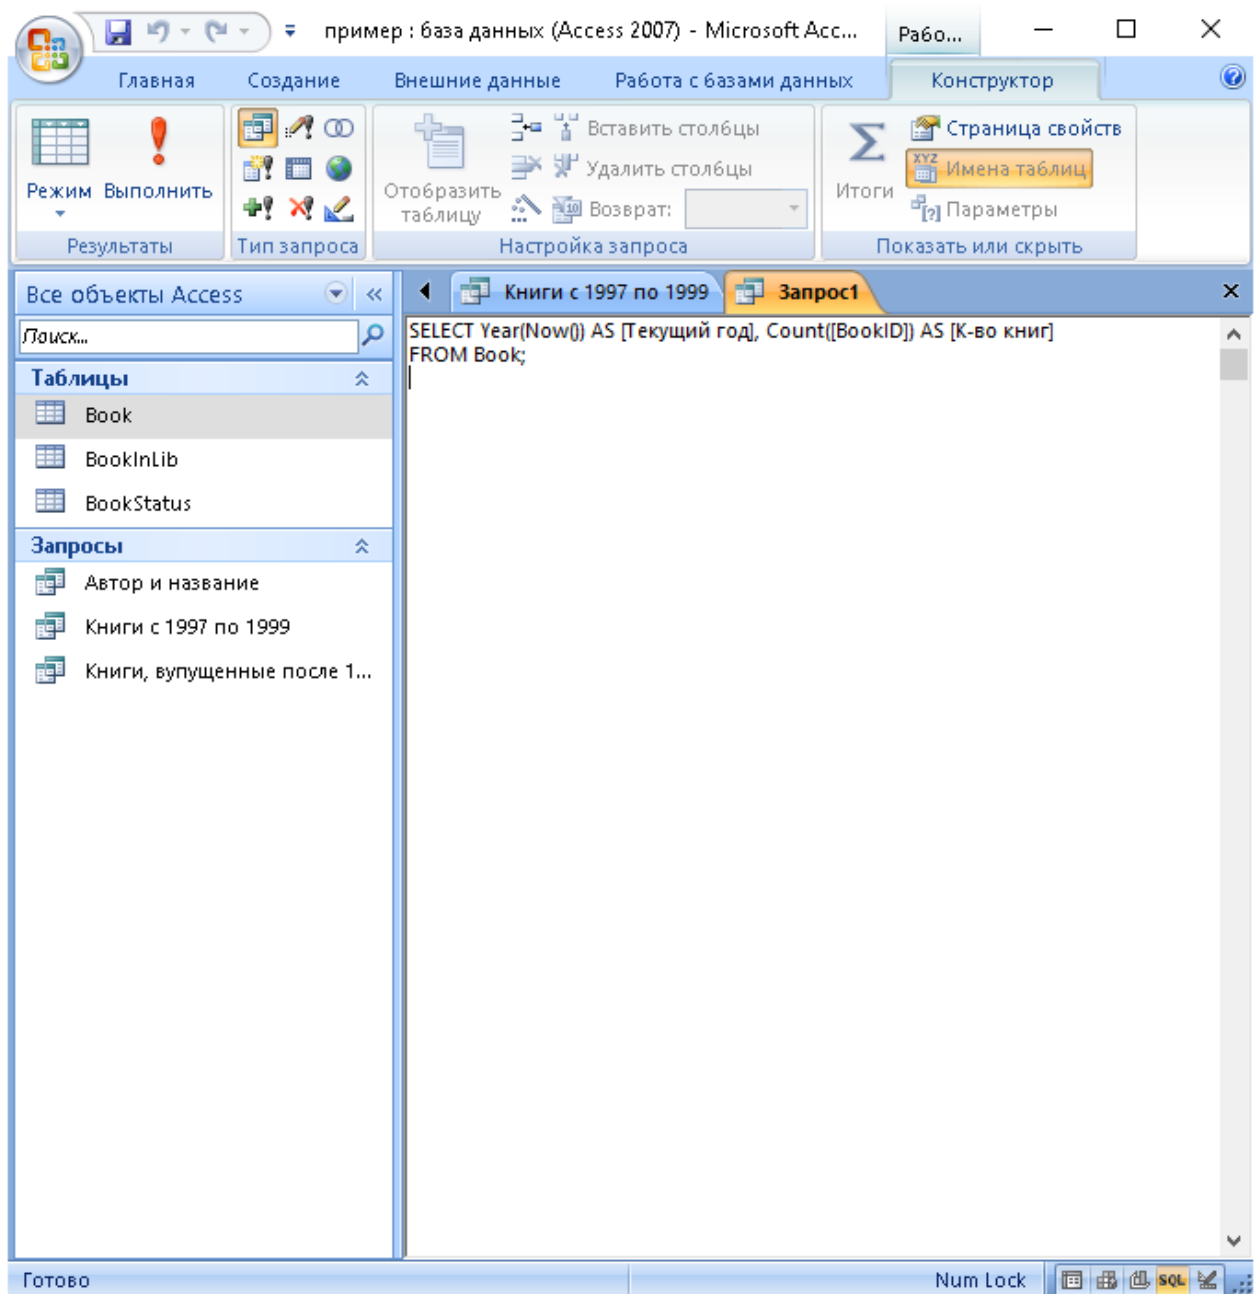 пример : база данных (Access 2007) - Microsoft Acc...
Рабо...
Главная
Создание
Внешние данные
Работа с базами данных
Конструктор
Режим
Выполнить
Результаты
Тип запроса
Отобразить
таблицу
Вставить столбцы
Удалить столбцы
Возврат:
Настройка запроса
Итоги
Страница свойств
XYZ
Имена таблиц
Параметры
Показать или скрыть
Все объекты Access
Поиск...
Таблицы
Book
BookInLib
BookStatus
Запросы
Автор и название
Книги с 1997 по 1999
Книги, вупущенные после 1...
Книги с 1997 по 1999
Запрос1
SELECT Year(Now()) AS [Текущий год], Count([BookID]) AS [К-во книг]
FROM Book;
Готово
Num Lock
SQL